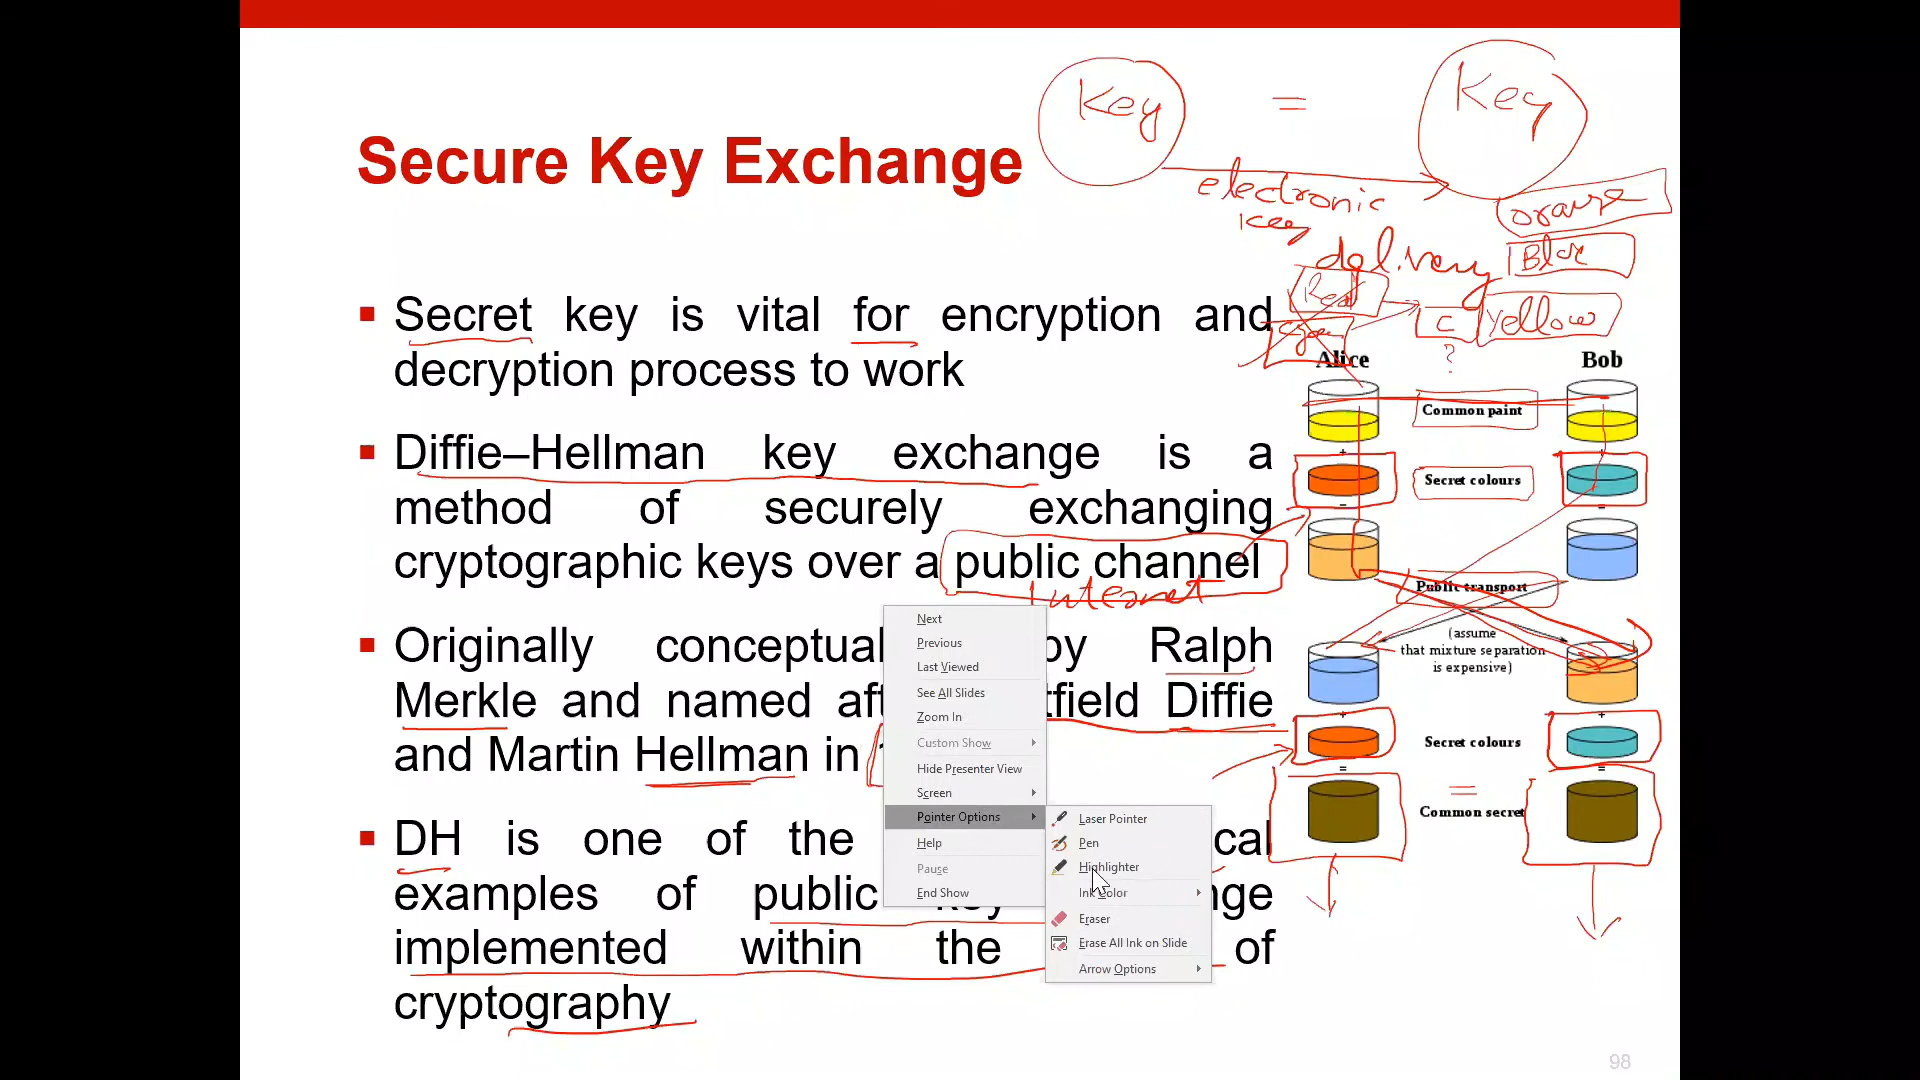 Key = Key
Secure Key Exchange
electronic
key
orange
delivery
Blue
Red
C
Yellow
?
Secret key is vital for encryption and
decryption process to work
Diffie–Hellman key exchange is a
method of securely exchanging
cryptographic keys over a public channel
Internet
Originally conceptual by Ralph
Merkle and named af tfield Diffie
and Martin Hellman in
DH is one of the cal
examples of public key nge
implemented within the of
cryptography
Alice Bob
Common paint
+ +
Secret colours
= =
Public transport
(assume
that mixture separation
is expensive)
+ +
Secret colours
= =
Common secret
=
Next
Previous
Last Viewed
See All Slides
Zoom In
Custom Show
Hide Presenter View
Screen
Pointer Options
Help
Pause
End Show
Laser Pointer
Pen
Highlighter
Ink Color
Eraser
Erase All Ink on Slide
Arrow Options
98